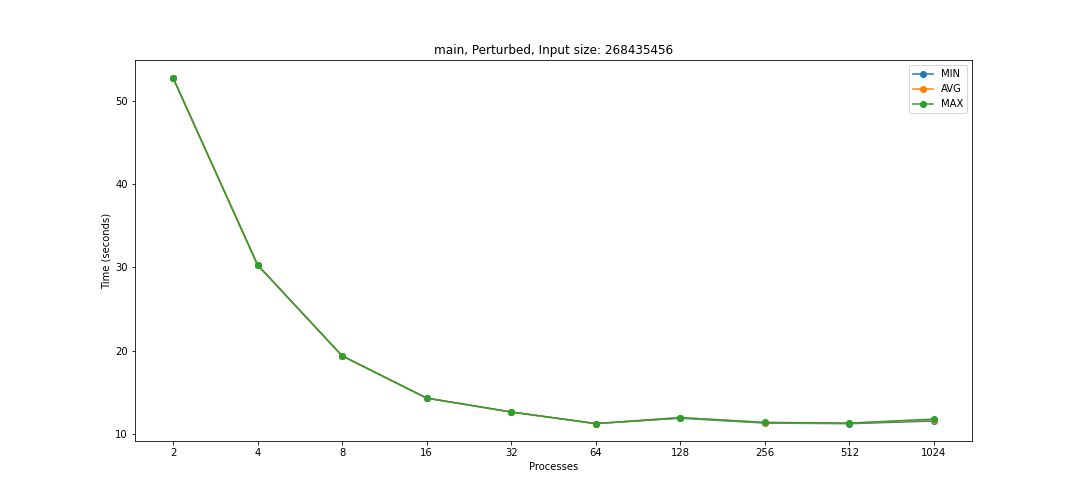 main, Perturbed, Input size: 268435456
MIN
AVG
MAX
50
40
30
20
10
Time (seconds)
2 4 8 16 32 64 128 256 512 1024
Processes